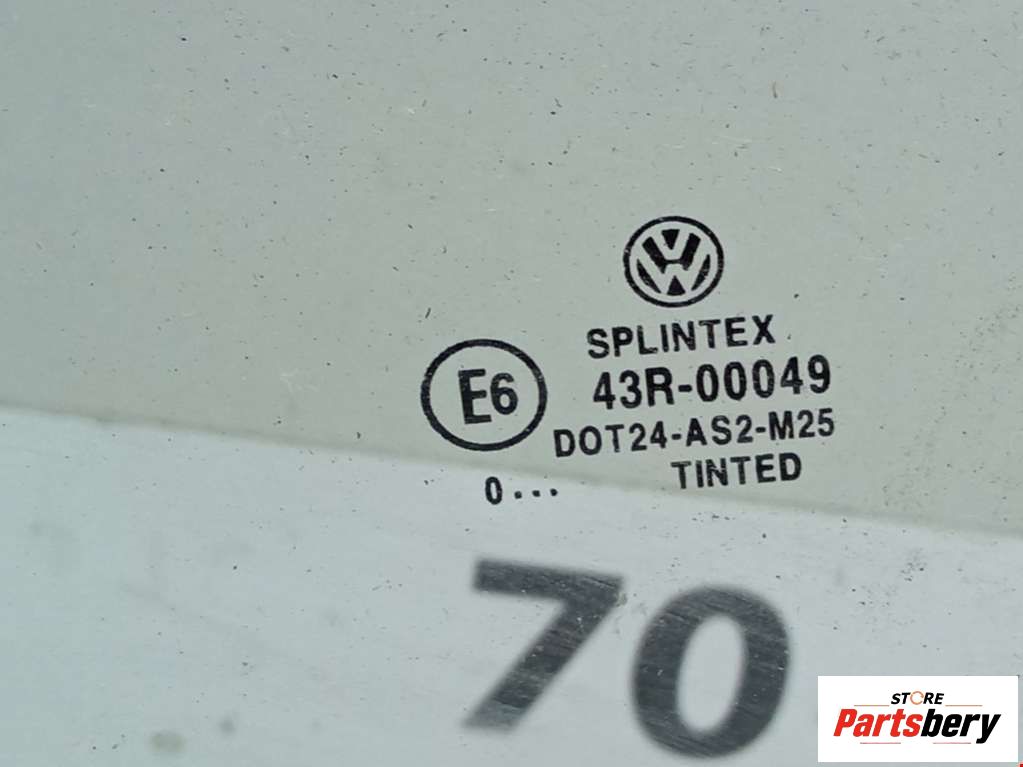 SPLINTEX
43R-00049
E6
DOT24-AS2-M25
TINTED
0...
70
STORE
Partsbery